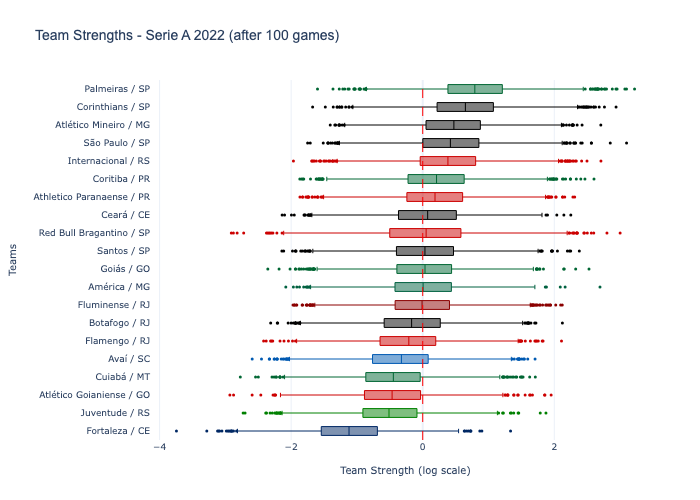 Team Strengths - Serie A 2022 (after 100 games)
Palmeiras / SP
Corinthians / SP
Atlético Mineiro / MG
São Paulo / SP
Internacional / RS
Coritiba / PR
Athletico Paranaense / PR
Ceará / CE
Red Bull Bragantino / SP
Santos / SP
Goiás / GO
América / MG
Fluminense / RJ
Botafogo / RJ
Flamengo / RJ
Avaí / SC
Cuiabá / MT
Atlético Goianiense / GO
Juventude / RS
Fortaleza / CE
Teams
−4 −2 0 2
Team Strength (log scale)